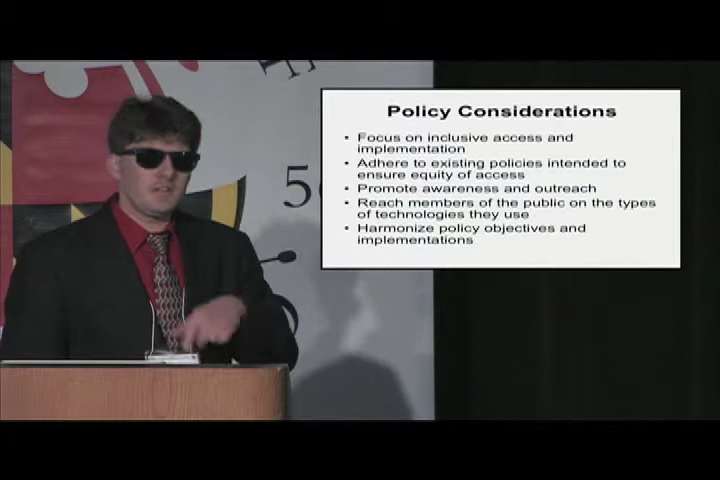 Policy Considerations
• Focus on inclusive access and
implementation
• Adhere to existing policies intended to
ensure equity of access
• Promote awareness and outreach
• Reach members of the public on the types
of technologies they use
• Harmonize policy objectives and
implementations
5